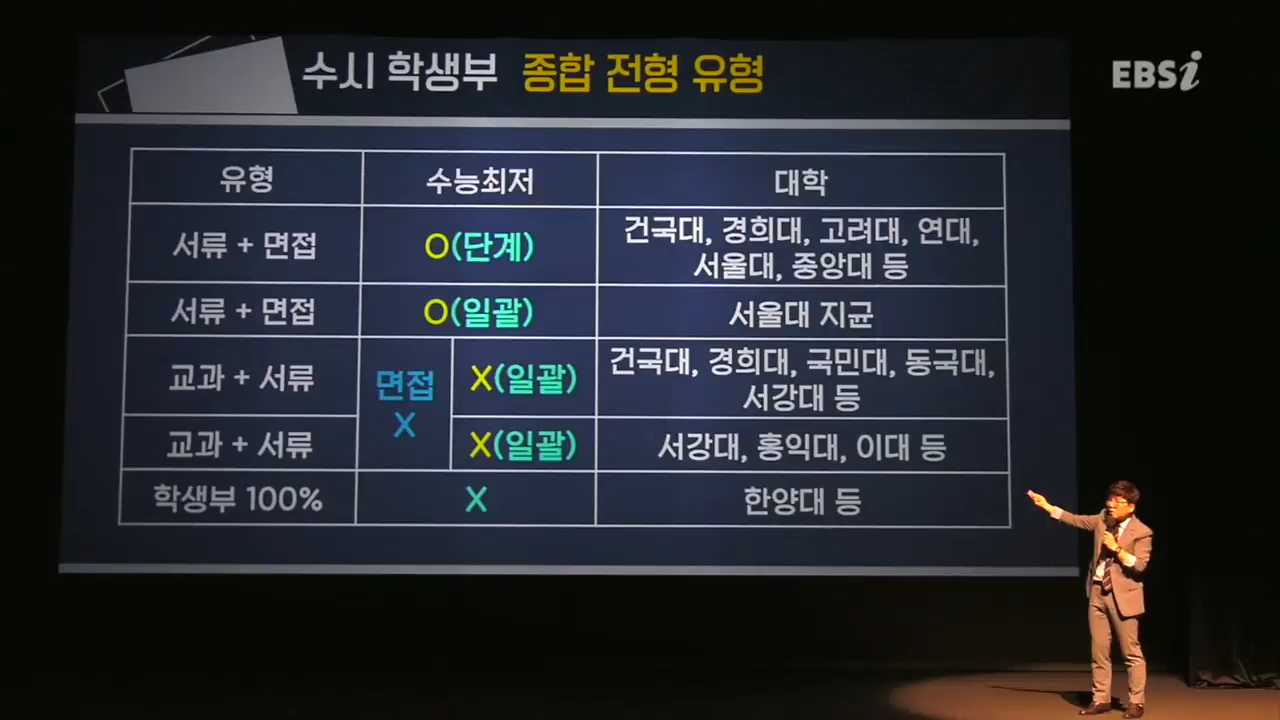 수시 학생부 종합 전형 유형
EBSi
유형 수능최저 대학
서류 + 면접 O(단계) 건국대, 경희대, 고려대, 연대,
서울대, 중앙대 등
서류 + 면접 O(일괄) 서울대 지균
교과 + 서류 면접 X X(일괄) 건국대, 경희대, 국민대, 동국대,
서강대 등
교과 + 서류 X(일괄) 서강대, 홍익대, 이대 등
학생부 100% X 한양대 등